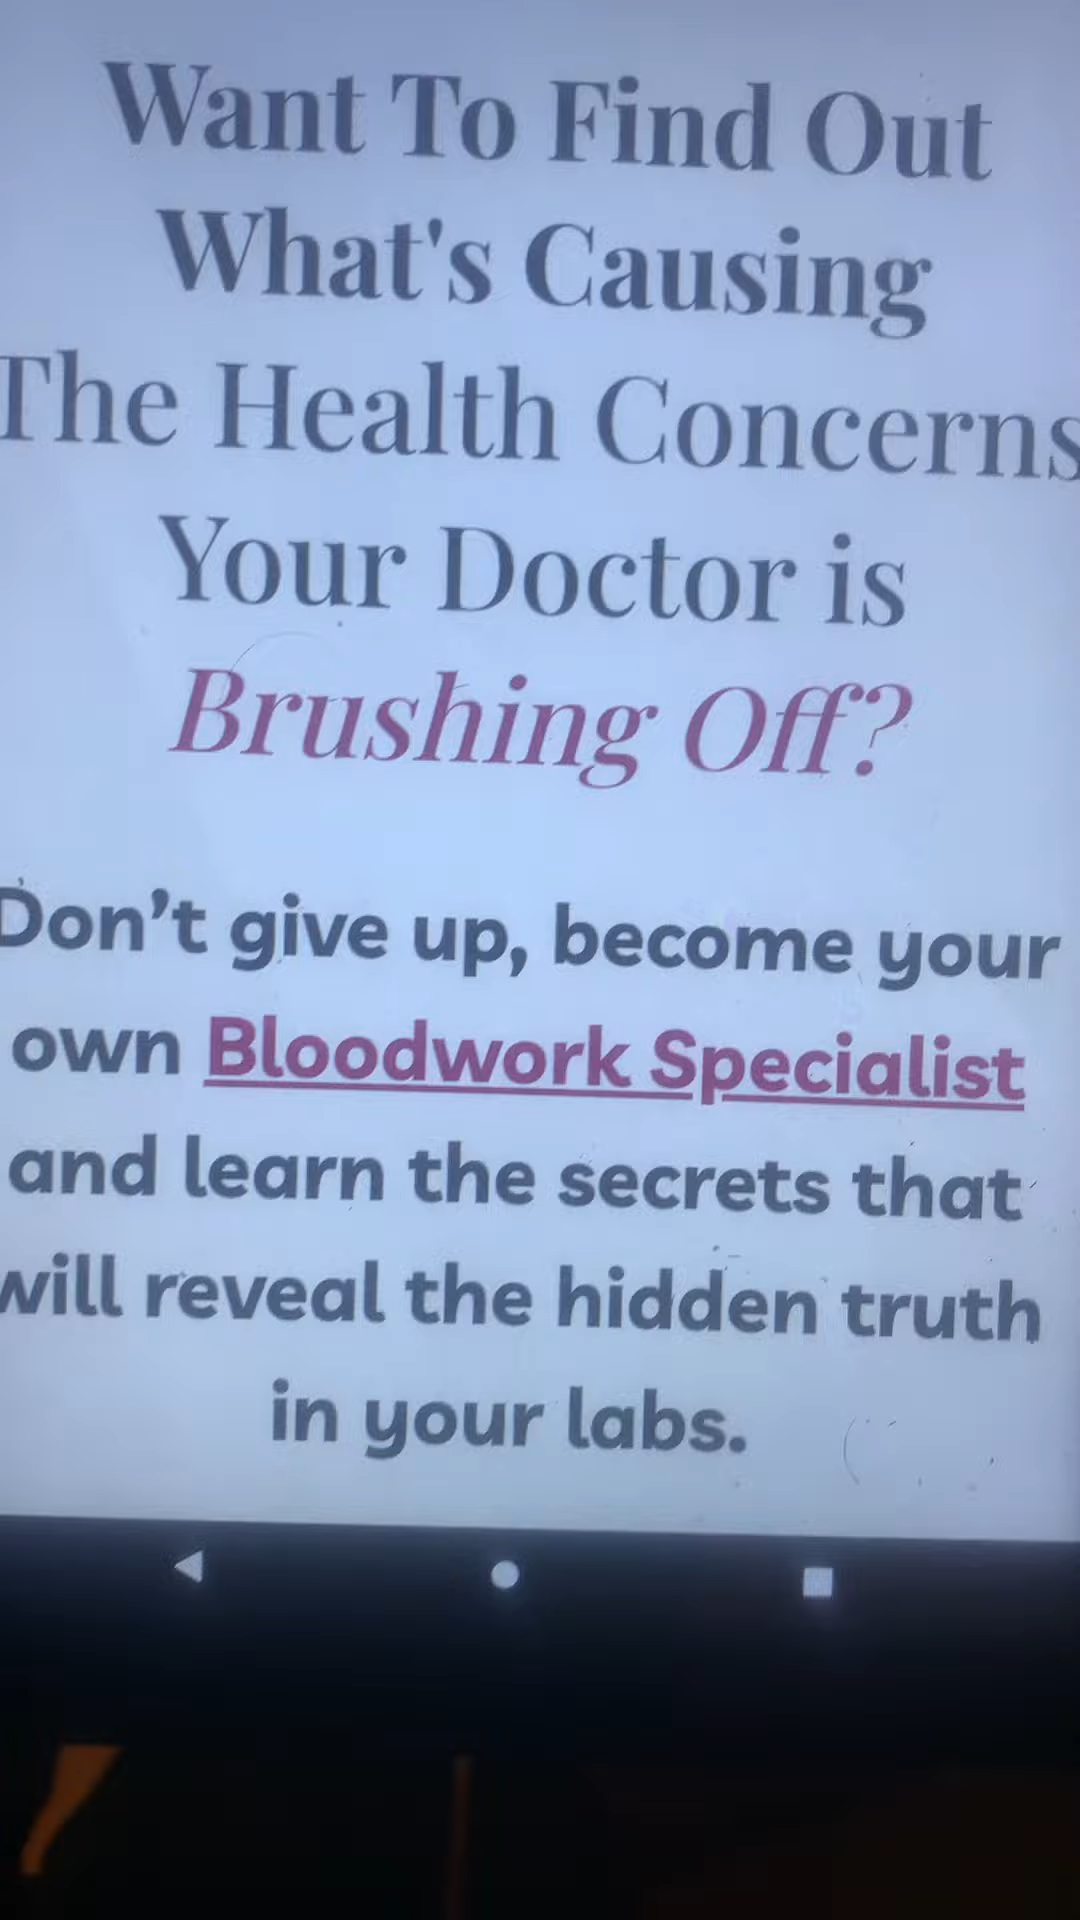 Want To Find Out
What's Causing
The Health Concerns
Your Doctor is
Brushing Off?
Don’t give up, become your
own Bloodwork Specialist
and learn the secrets that
will reveal the hidden truth
in your labs.